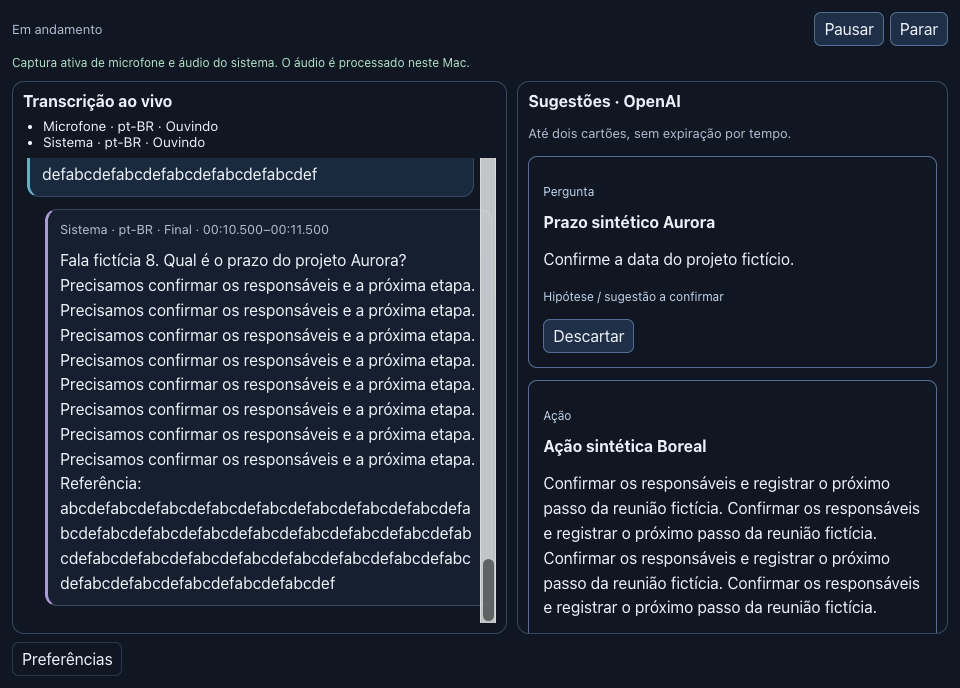 Em andamento
Pausar
Parar
Captura ativa de microfone e áudio do sistema. O áudio é processado neste Mac.
Transcrição ao vivo
• Microfone · pt-BR · Ouvindo
• Sistema · pt-BR · Ouvindo
defabcdefabcdefabcdefabcdefabcdef
Sistema · pt-BR · Final · 00:10.500–00:11.500
Fala fictícia 8. Qual é o prazo do projeto Aurora?
Precisamos confirmar os responsáveis e a próxima etapa.
Precisamos confirmar os responsáveis e a próxima etapa.
Precisamos confirmar os responsáveis e a próxima etapa.
Precisamos confirmar os responsáveis e a próxima etapa.
Precisamos confirmar os responsáveis e a próxima etapa.
Precisamos confirmar os responsáveis e a próxima etapa.
Precisamos confirmar os responsáveis e a próxima etapa.
Precisamos confirmar os responsáveis e a próxima etapa.
Referência:
abcdefabcdefabcdefabcdefabcdefabcdefabcdefabcdefa
bcdefabcdefabcdefabcdefabcdefabcdefabcdefabcdefab
cdefabcdefabcdefabcdefabcdefabcdefabcdefabcdefabc
defabcdefabcdefabcdefabcdefabcdef
Sugestões · OpenAI
Até dois cartões, sem expiração por tempo.
Pergunta
Prazo sintético Aurora
Confirme a data do projeto fictício.
Hipótese / sugestão a confirmar
Descartar
Ação
Ação sintética Boreal
Confirmar os responsáveis e registrar o próximo
passo da reunião fictícia. Confirmar os responsáveis
e registrar o próximo passo da reunião fictícia.
Confirmar os responsáveis e registrar o próximo
passo da reunião fictícia. Confirmar os responsáveis
e registrar o próximo passo da reunião fictícia.
Preferências